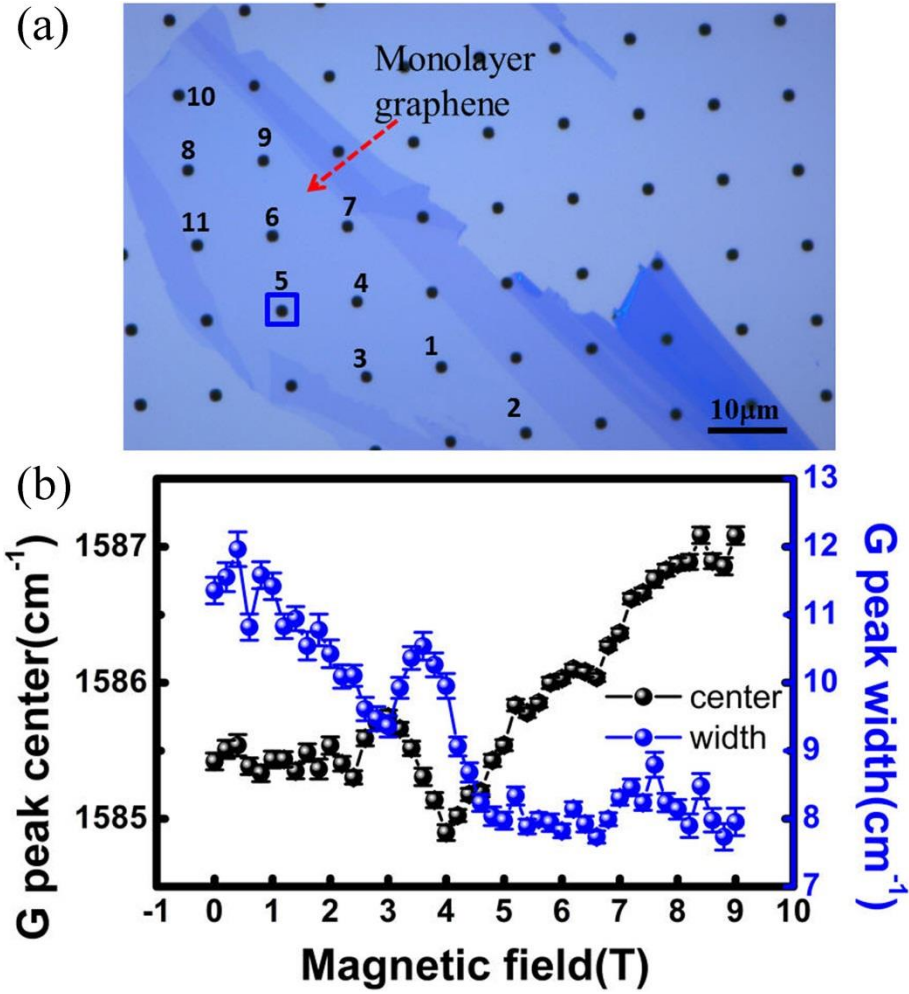 (a)
Monolayer
graphene
10
9
8
7
11
6
5
4
1
3
2
10μm
(b)
G peak center(cm-1)
G peak width(cm-1)
13
1587
12
11
1586
10
center
width
9
1585
8
7
-1 0 1 2 3 4 5 6 7 8 9 10
Magnetic field(T)